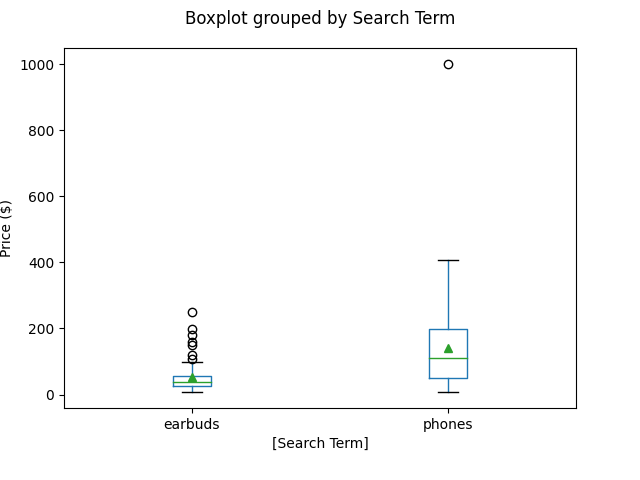 Boxplot grouped by Search Term
1000
800
600
400
200
0
Price ($)
earbuds phones
[Search Term]